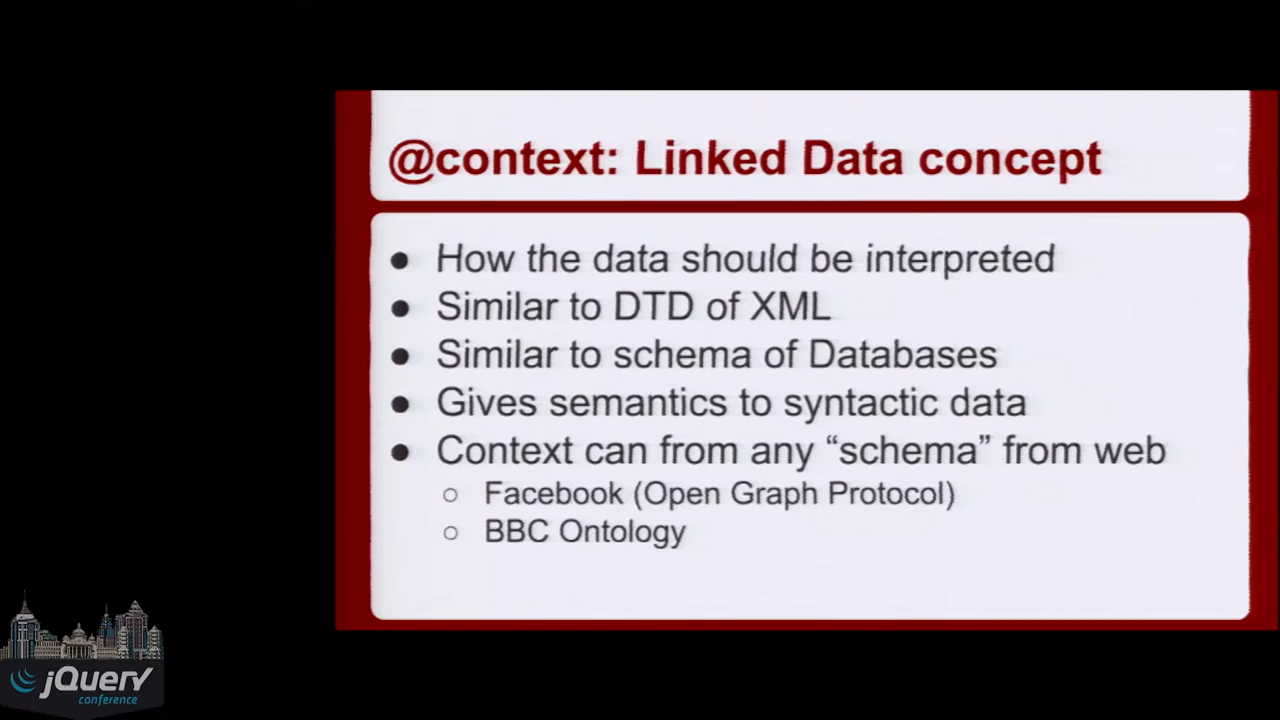 @context: Linked Data concept
● How the data should be interpreted
● Similar to DTD of XML
● Similar to schema of Databases
● Gives semantics to syntactic data
● Context can from any “schema” from web
○ Facebook (Open Graph Protocol)
○ BBC Ontology
jQuery
conference